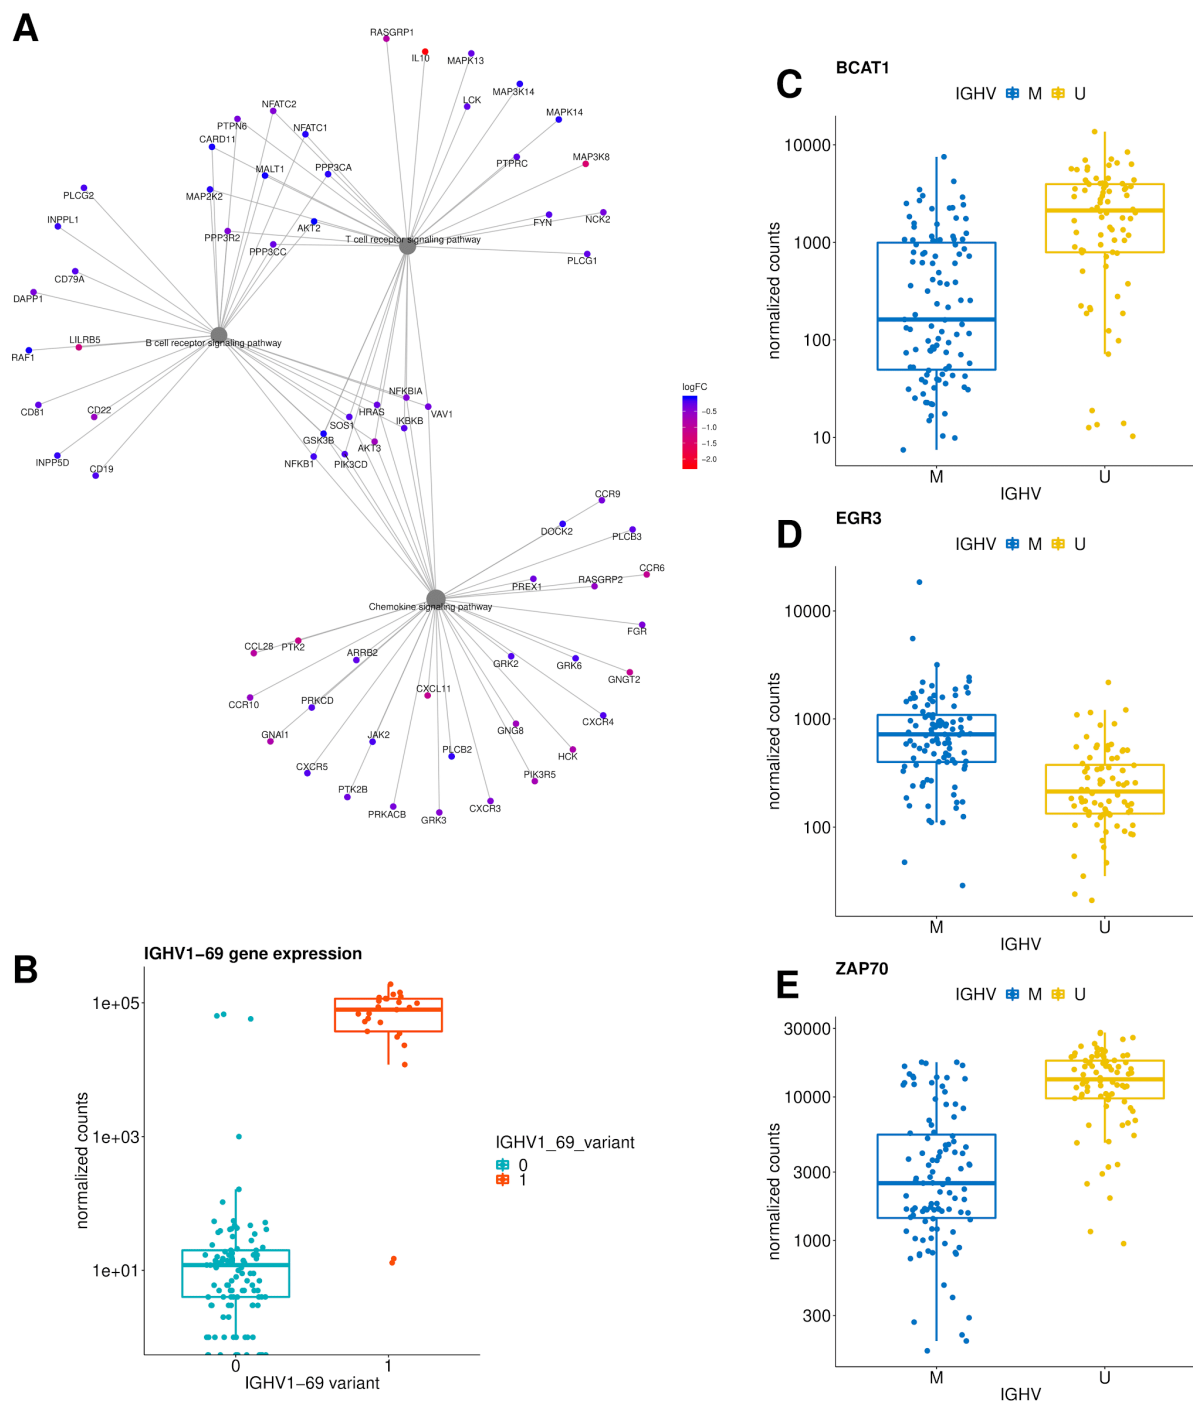 A
RASGRP1
IL10
MAPK13
MAP3K14
LCK
MAPK14
NFATC2
PTPN6
NFATC1
CARD11
PTPRC
MAP3K8
MALT1
PPP3CA
MAP2K2
PLCG2
INPPL1
AKT2
FYN
NCK2
PPP3R2
PPP3CC
T cell receptor signaling pathway
PLCG1
CD79A
DAPP1
LILRB5
B cell receptor signaling pathway
RAF1
NFKBIA
CD81
CD22
HRAS
VAV1
SOS1
IKBKB
GSK3B
AKT3
INPP5D
CD19
NFKB1
PIK3CD
logFC
−0.5
−1.0
−1.5
−2.0
CCR9
DOCK2
PLCB3
CCR6
PREX1
RASGRP2
Chemokine signaling pathway
FGR
CCL28
PTK2
ARRB2
GRK2
GRK6
GNGT2
CCR10
PRKCD
CXCL11
CXCR4
GNAI1
JAK2
GNG8
PLCB2
HCK
CXCR5
PIK3R5
PTK2B
PRKACB
GRK3
CXCR3
B
IGHV1−69 gene expression
normalized counts
1e+05
1e+03
1e+01
0
1
IGHV1−69 variant
IGHV1_69_variant
0
1
C
BCAT1
IGHV M U
normalized counts
10000
1000
100
10
M
U
IGHV
D
EGR3
IGHV M U
normalized counts
10000
1000
100
M
U
IGHV
E
ZAP70
IGHV M U
normalized counts
30000
10000
3000
1000
300
M
U
IGHV